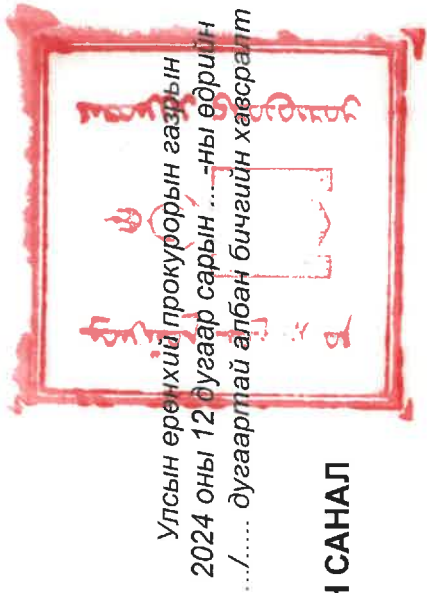 Улсын ерөнхий прокурорын газрын
2024 оны 12 дугаар сарын ....-ны өдрийн
.../..... дугаартай албан бичгийн хавсралт
Н САНАЛ